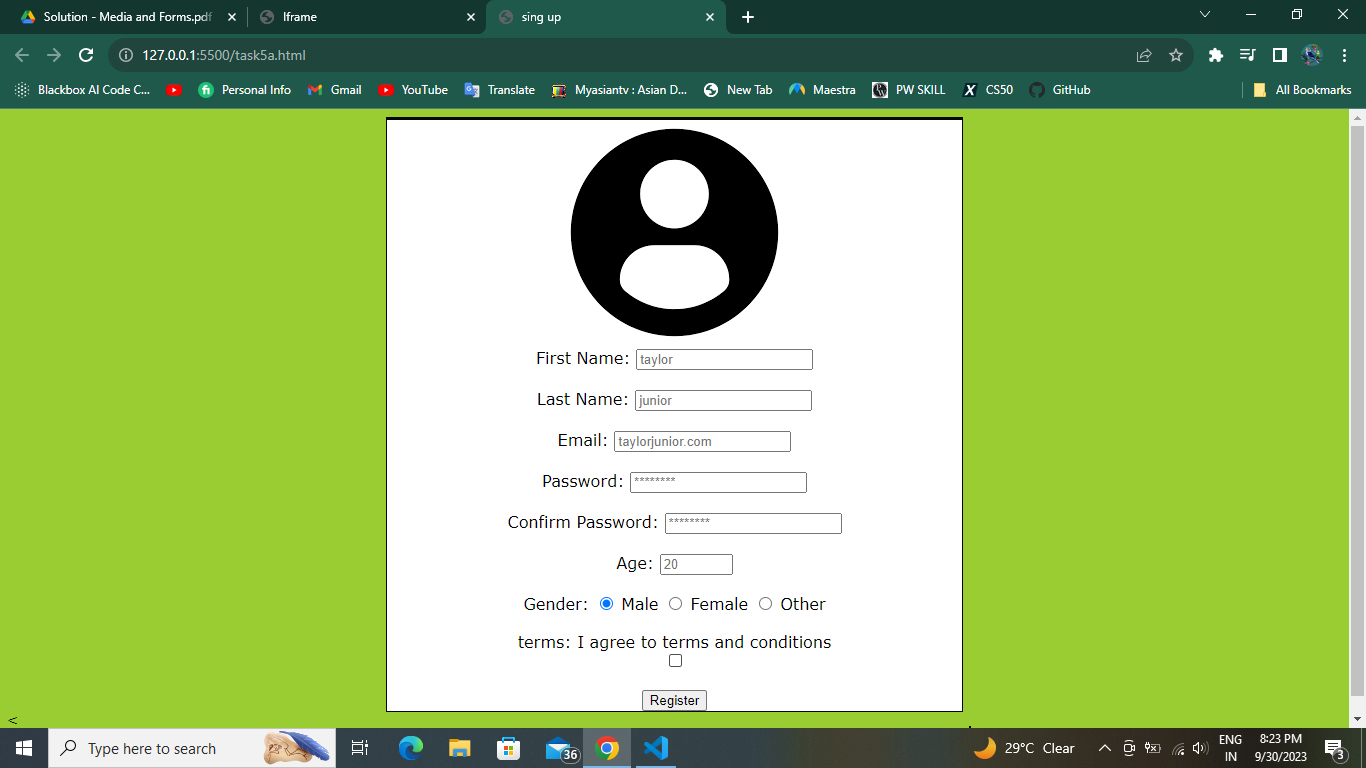 Solution - Media and Forms.pdf
Iframe
sing up
127.0.0.1:5500/task5a.html
Blackbox AI Code C... Personal Info Gmail YouTube Translate Myasiantv : Asian D... New Tab Maestra PW SKILL CS50 GitHub All Bookmarks
First Name: taylor
Last Name: junior
Email: taylorjunior.com
Password: ********
Confirm Password: ********
Age: 20
Gender: Male Female Other
terms: I agree to terms and conditions
Register
<
Type here to search
36
29°C Clear
ENG
IN
8:23 PM
9/30/2023
3